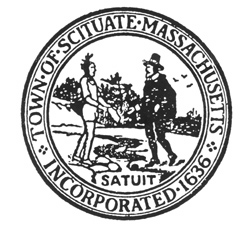 TOWN·OF·SCITUATE·MASSACHUSETTS
INCORPORATED·1636·
SATUIT